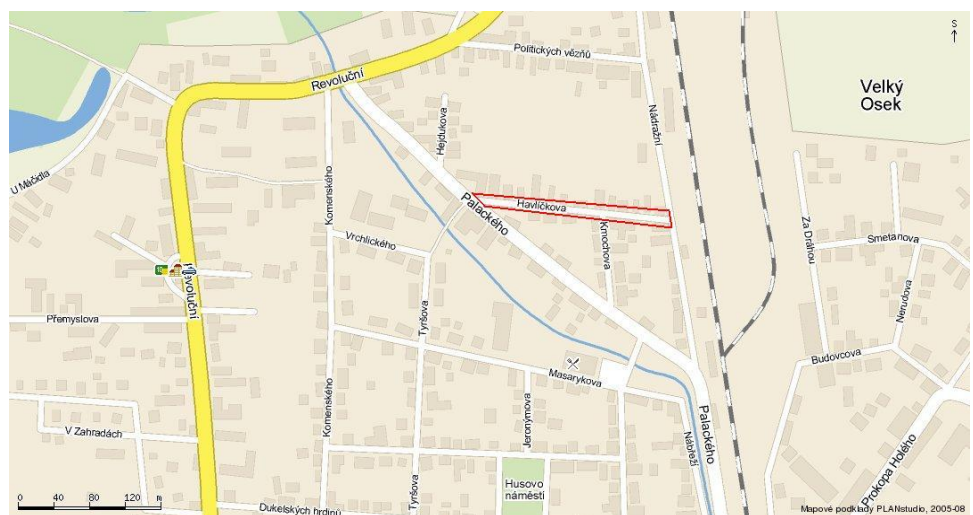 S
Politických vězňů
Revoluční
Velký
Osek
Nádražní
Hejdukova
U Máčidla
Komenského
Palackého
Havlíčkova
Kmochova
Za Dráhou
Smetanova
Vrchlického
Revoluční
Nerudova
Přemyslova
Tyršova
Budovcova
Masarykova
Komenského
Jeronýmova
Palackého
V Zahradách
Nábřeží
Prokopa Holého
Husovo
náměstí
Tyršova
Dukelských hrdinů
0 40 80 120 m
Mapové podklady PLANstudio, 2005-08